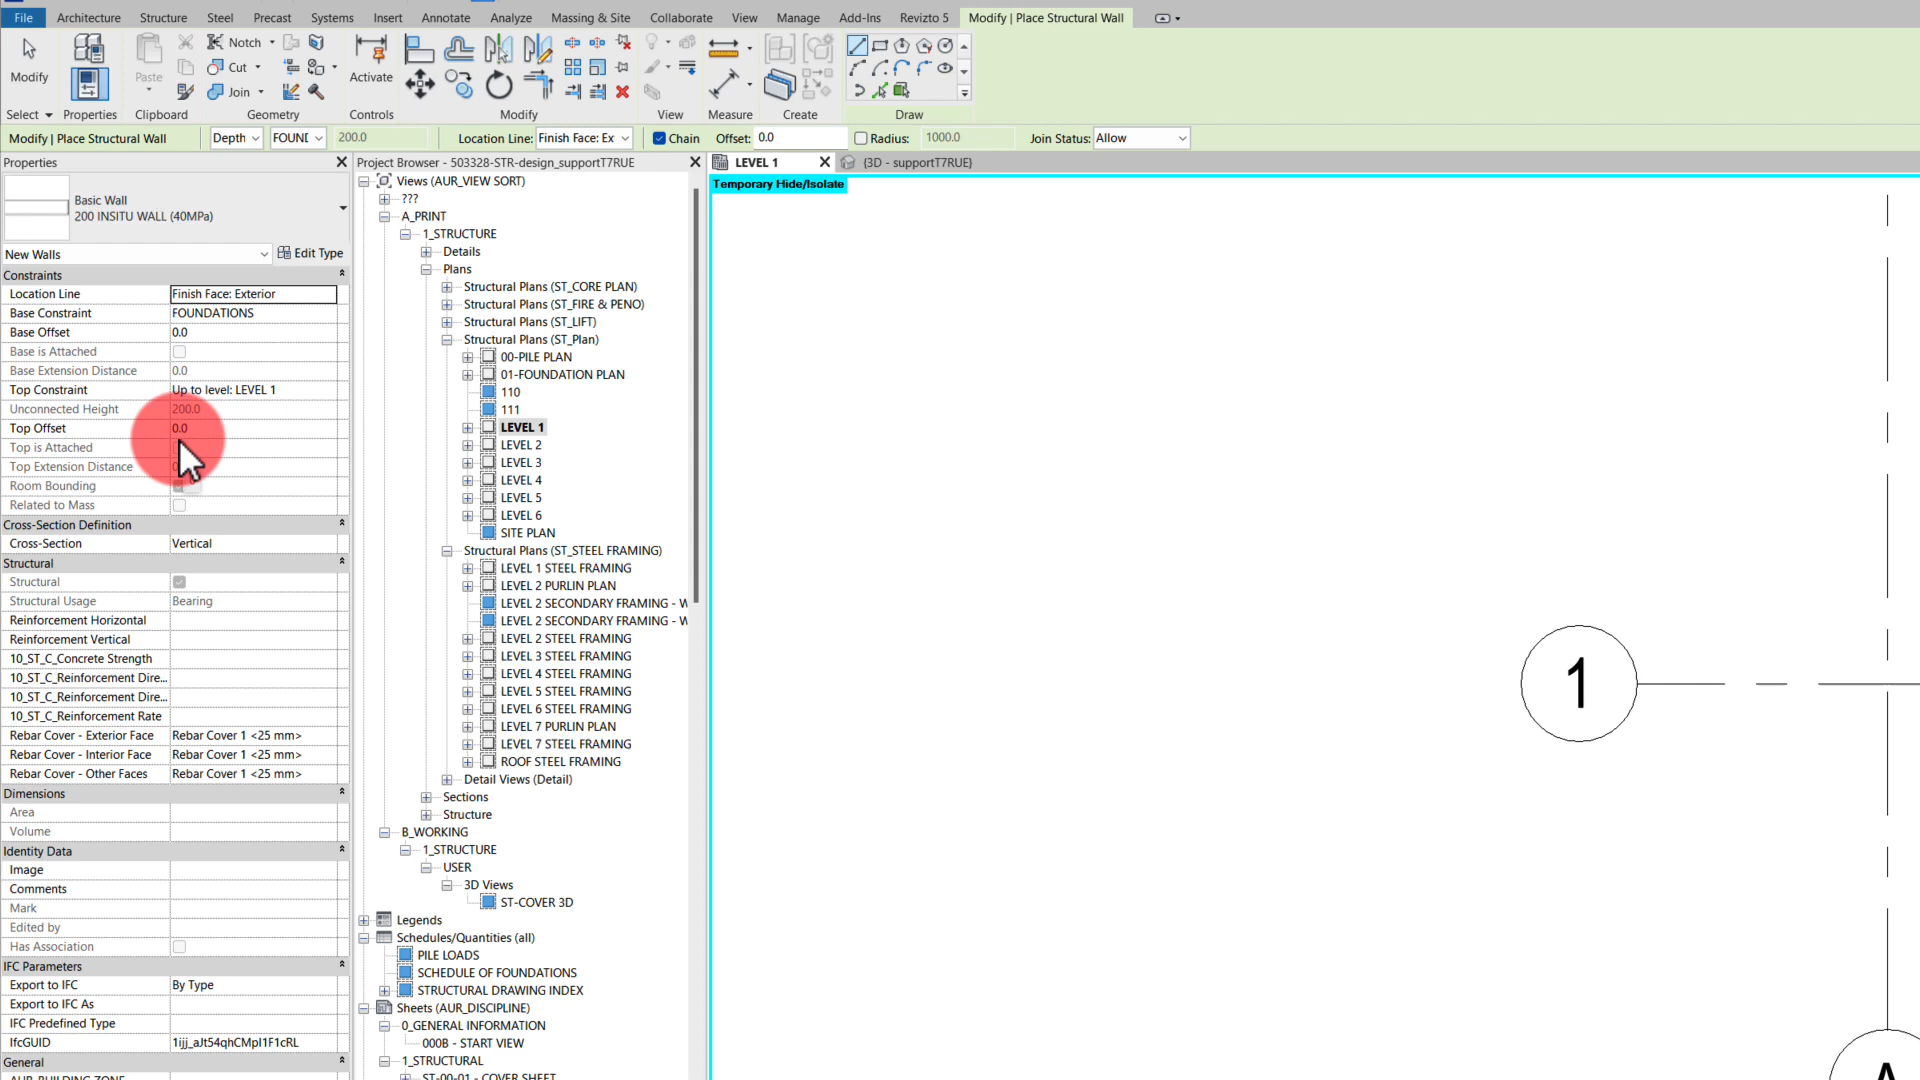 File Architecture Structure Steel Precast Systems Insert Annotate Analyze Massing & Site Collaborate View Manage Add-Ins Revizto 5 Modify | Place Structural Wall
Modify Paste Notch Cut Join Activate
Select Properties Clipboard Geometry Controls Modify View Measure Create Draw
Modify | Place Structural Wall Depth FOUNI 200.0 Location Line: Finish Face: Ex Chain Offset: 0.0 Radius: 1000.0 Join Status: Allow
Properties
Basic Wall
200 INSITU WALL (40MPa)
New Walls Edit Type
Constraints
Location Line Finish Face: Exterior
Base Constraint FOUNDATIONS
Base Offset 0.0
Base is Attached
Base Extension Distance 0.0
Top Constraint Up to level: LEVEL 1
Unconnected Height 200.0
Top Offset 0.0
Top is Attached
Top Extension Distance
Room Bounding
Related to Mass
Cross-Section Definition
Cross-Section Vertical
Structural
Structural
Structural Usage Bearing
Reinforcement Horizontal
Reinforcement Vertical
10_ST_C_Concrete Strength
10_ST_C_Reinforcement Dire...
10_ST_C_Reinforcement Dire...
10_ST_C_Reinforcement Rate
Rebar Cover - Exterior Face Rebar Cover 1 <25 mm>
Rebar Cover - Interior Face Rebar Cover 1 <25 mm>
Rebar Cover - Other Faces Rebar Cover 1 <25 mm>
Dimensions
Area
Volume
Identity Data
Image
Comments
Mark
Edited by
Has Association
IFC Parameters
Export to IFC By Type
Export to IFC As
IFC Predefined Type
IfcGUID 1ijj_aJt54qhCMpI1F1cRL
General
AUR_BUILDING ZONE
Project Browser - 503328-STR-design_supportT7RUE
Views (AUR_VIEW SORT)
???
A_PRINT
1_STRUCTURE
Details
Plans
Structural Plans (ST_CORE PLAN)
Structural Plans (ST_FIRE & PENO)
Structural Plans (ST_LIFT)
Structural Plans (ST_Plan)
00-PILE PLAN
01-FOUNDATION PLAN
110
111
LEVEL 1
LEVEL 2
LEVEL 3
LEVEL 4
LEVEL 5
LEVEL 6
SITE PLAN
Structural Plans (ST_STEEL FRAMING)
LEVEL 1 STEEL FRAMING
LEVEL 2 PURLIN PLAN
LEVEL 2 SECONDARY FRAMING - W
LEVEL 2 SECONDARY FRAMING - W
LEVEL 2 STEEL FRAMING
LEVEL 3 STEEL FRAMING
LEVEL 4 STEEL FRAMING
LEVEL 5 STEEL FRAMING
LEVEL 6 STEEL FRAMING
LEVEL 7 PURLIN PLAN
LEVEL 7 STEEL FRAMING
ROOF STEEL FRAMING
Detail Views (Detail)
Sections
Structure
B_WORKING
1_STRUCTURE
USER
3D Views
ST-COVER 3D
Legends
Schedules/Quantities (all)
PILE LOADS
SCHEDULE OF FOUNDATIONS
STRUCTURAL DRAWING INDEX
Sheets (AUR_DISCIPLINE)
0_GENERAL INFORMATION
000B - START VIEW
1_STRUCTURAL
ST-00-01 - COVER SHEET
LEVEL 1 {3D - supportT7RUE}
Temporary Hide/Isolate
1
A